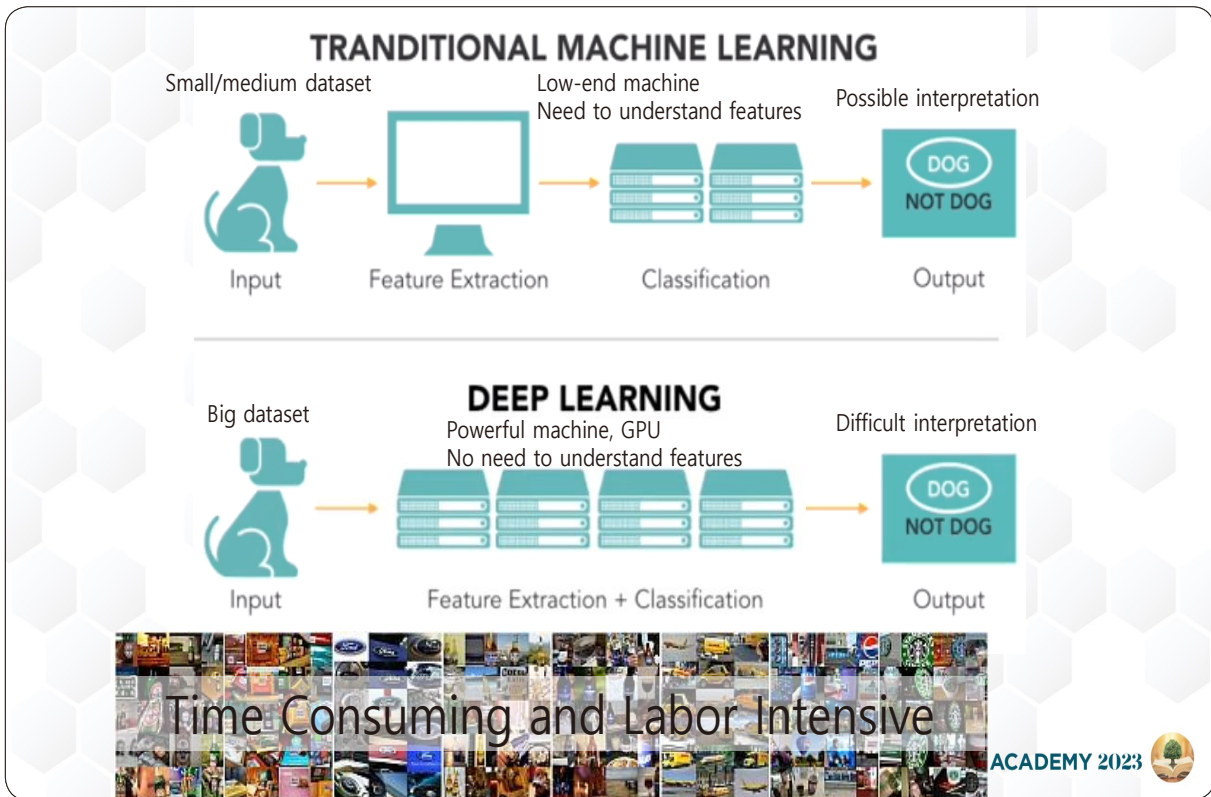 TRANDITIONAL MACHINE LEARNING
Small/medium dataset
Low-end machine
Need to understand features
Possible interpretation
DOG
NOT DOG
Input
Feature Extraction
Classification
Output
DEEP LEARNING
Big dataset
Powerful machine, GPU
No need to understand features
Difficult interpretation
DOG
NOT DOG
Input
Feature Extraction + Classification
Output
Time Consuming and Labor Intensive
ACADEMY 2023